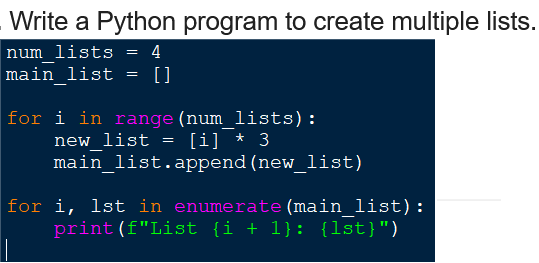 . Write a Python program to create multiple lists.
num_lists = 4
main_list = []
for i in range(num_lists):
    new_list = [i] * 3
    main_list.append(new_list)
for i, lst in enumerate(main_list):
    print(f"List {i + 1}: {lst}")